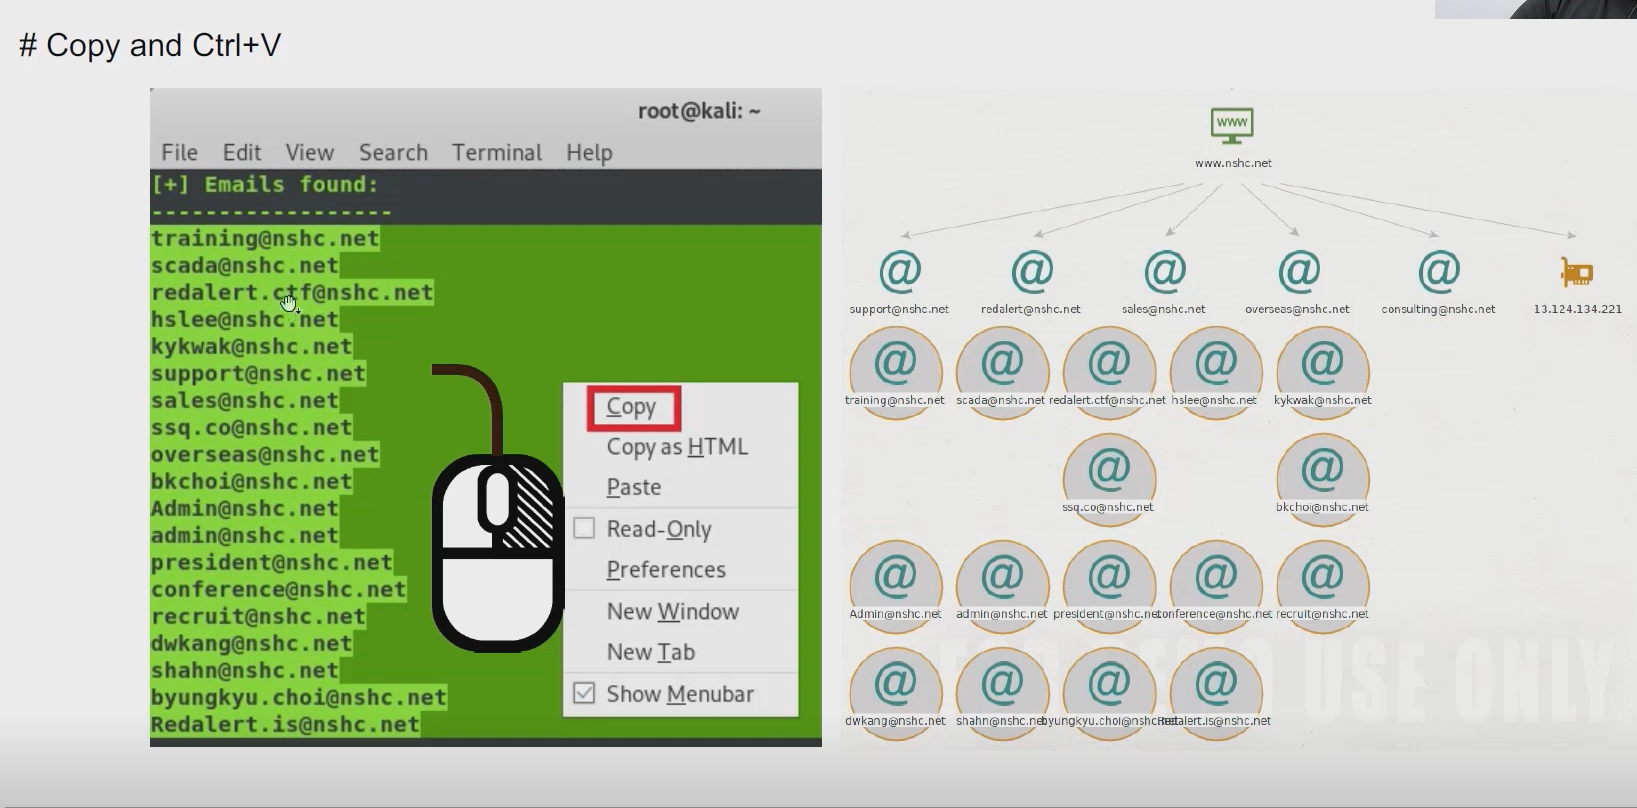 # Copy and Ctrl+V
root@kali: ~
File Edit View Search Terminal Help
[+] Emails found:
------------------
training@nshc.net
scada@nshc.net
redalert.ctf@nshc.net
hslee@nshc.net
kykwak@nshc.net
support@nshc.net
sales@nshc.net
ssq.co@nshc.net
overseas@nshc.net
bkchoi@nshc.net
Admin@nshc.net
admin@nshc.net
president@nshc.net
conference@nshc.net
recruit@nshc.net
dwkang@nshc.net
shahn@nshc.net
byungkyu.choi@nshc.net
Redalert.is@nshc.net
Copy
Copy as HTML
Paste
Read-Only
Preferences
New Window
New Tab
Show Menubar
WWW
www.nshc.net
@ @ @ @ @
support@nshc.net redalert@nshc.net sales@nshc.net overseas@nshc.net consulting@nshc.net 13.124.134.221
@ @ @ @ @
training@nshc.net scada@nshc.net redalert.ctf@nshc.net hslee@nshc.net kykwak@nshc.net
@ @
ssq.co@nshc.net bkchoi@nshc.net
@ @ @ @ @
Admin@nshc.net admin@nshc.net president@nshc.net conference@nshc.net recruit@nshc.net
@ @ @ @
dwkang@nshc.net shahn@nshc.net byungkyu.choi@nshc.net Redalert.is@nshc.net
USE ONLY